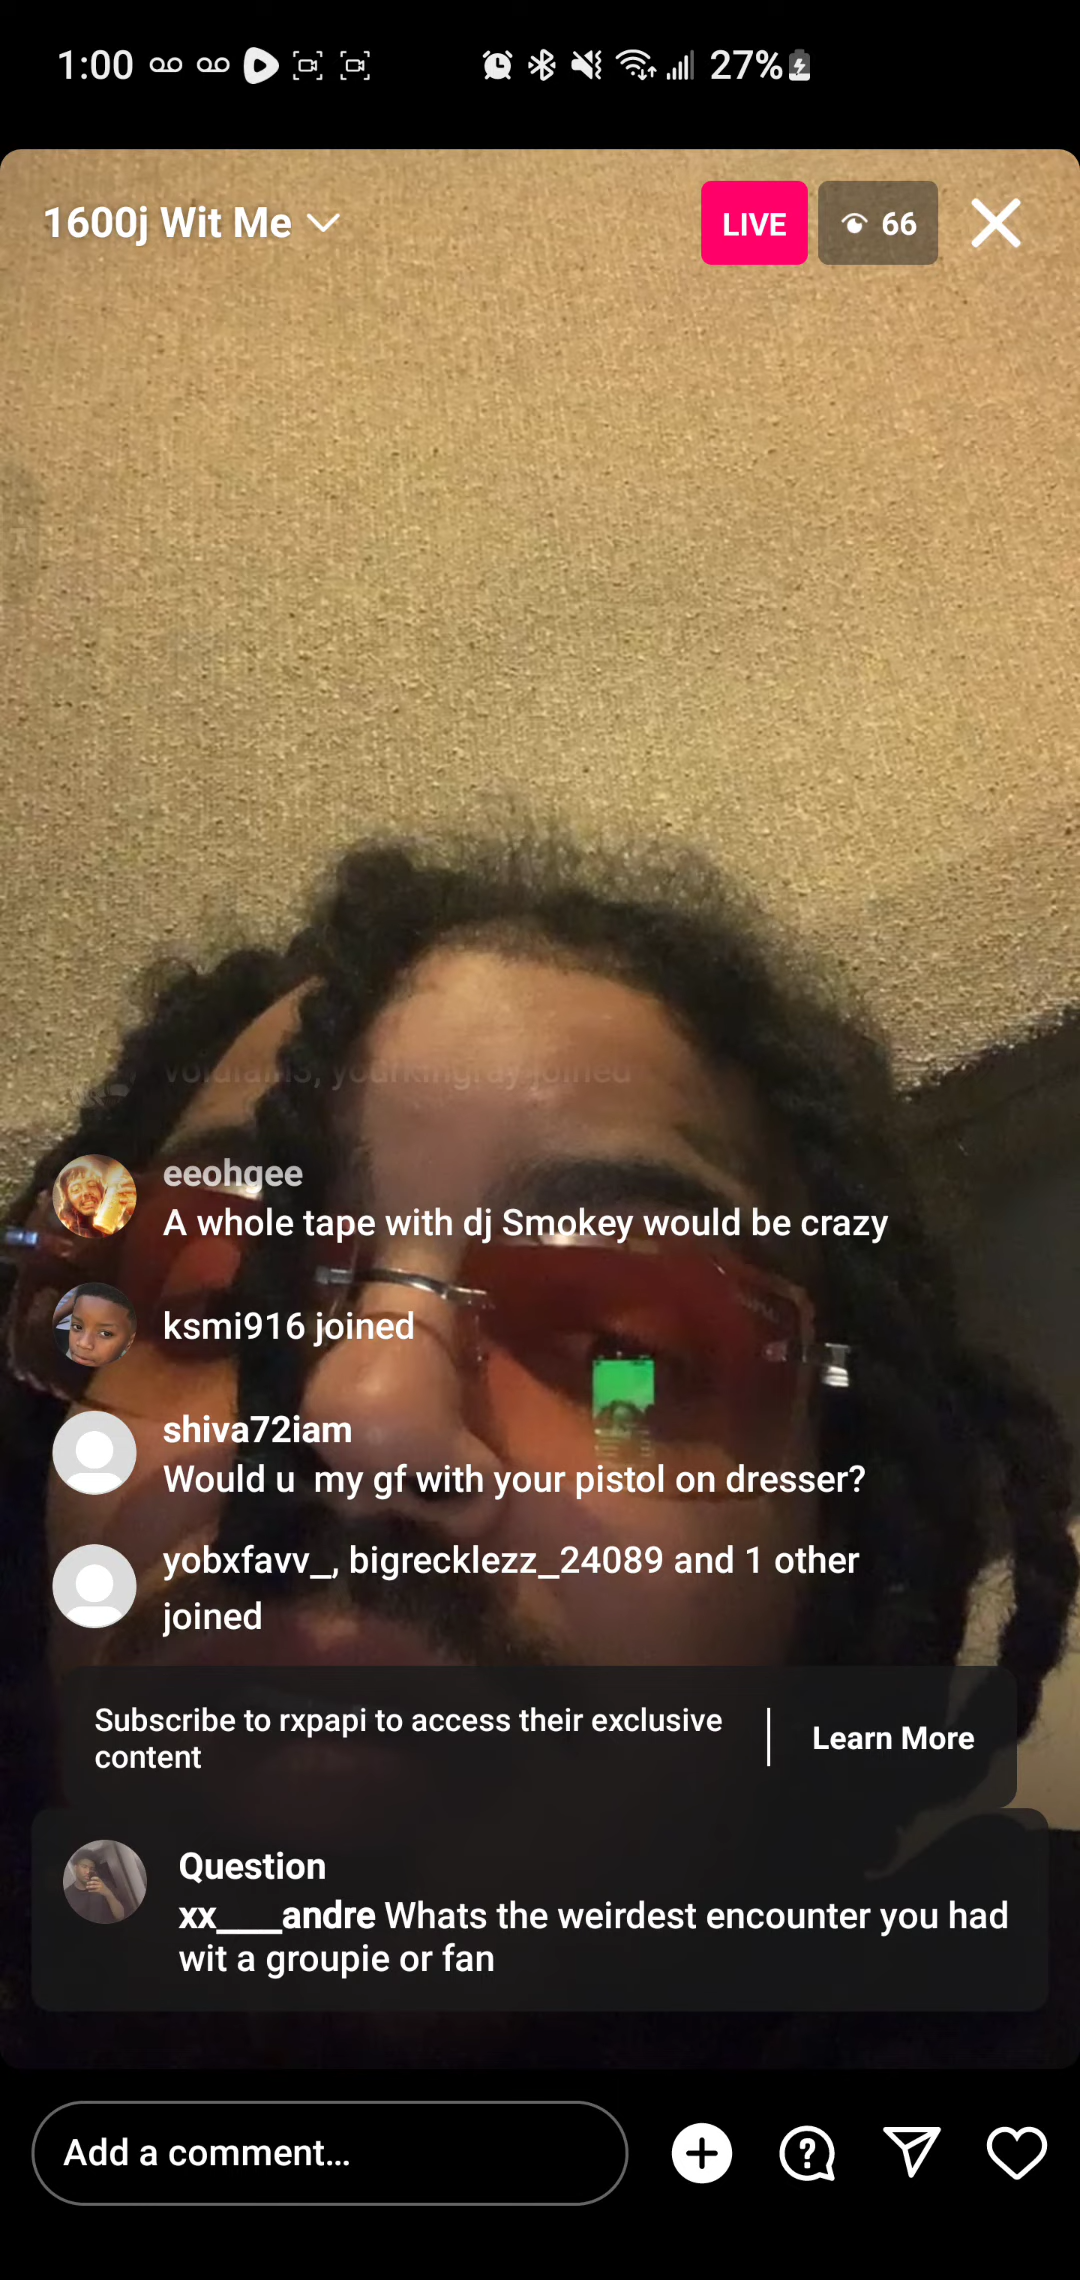 1:00
27%
1600j Wit Me
LIVE
66
joined
eeohgee
A whole tape with dj Smokey would be crazy
ksmi916 joined
shiva72iam
Would u  my gf with your pistol on dresser?
yobxfavv_, bigrecklezz_24089 and 1 other
joined
Subscribe to rxpapi to access their exclusive
content
Learn More
Question
xx____andre Whats the weirdest encounter you had
wit a groupie or fan
Add a comment...